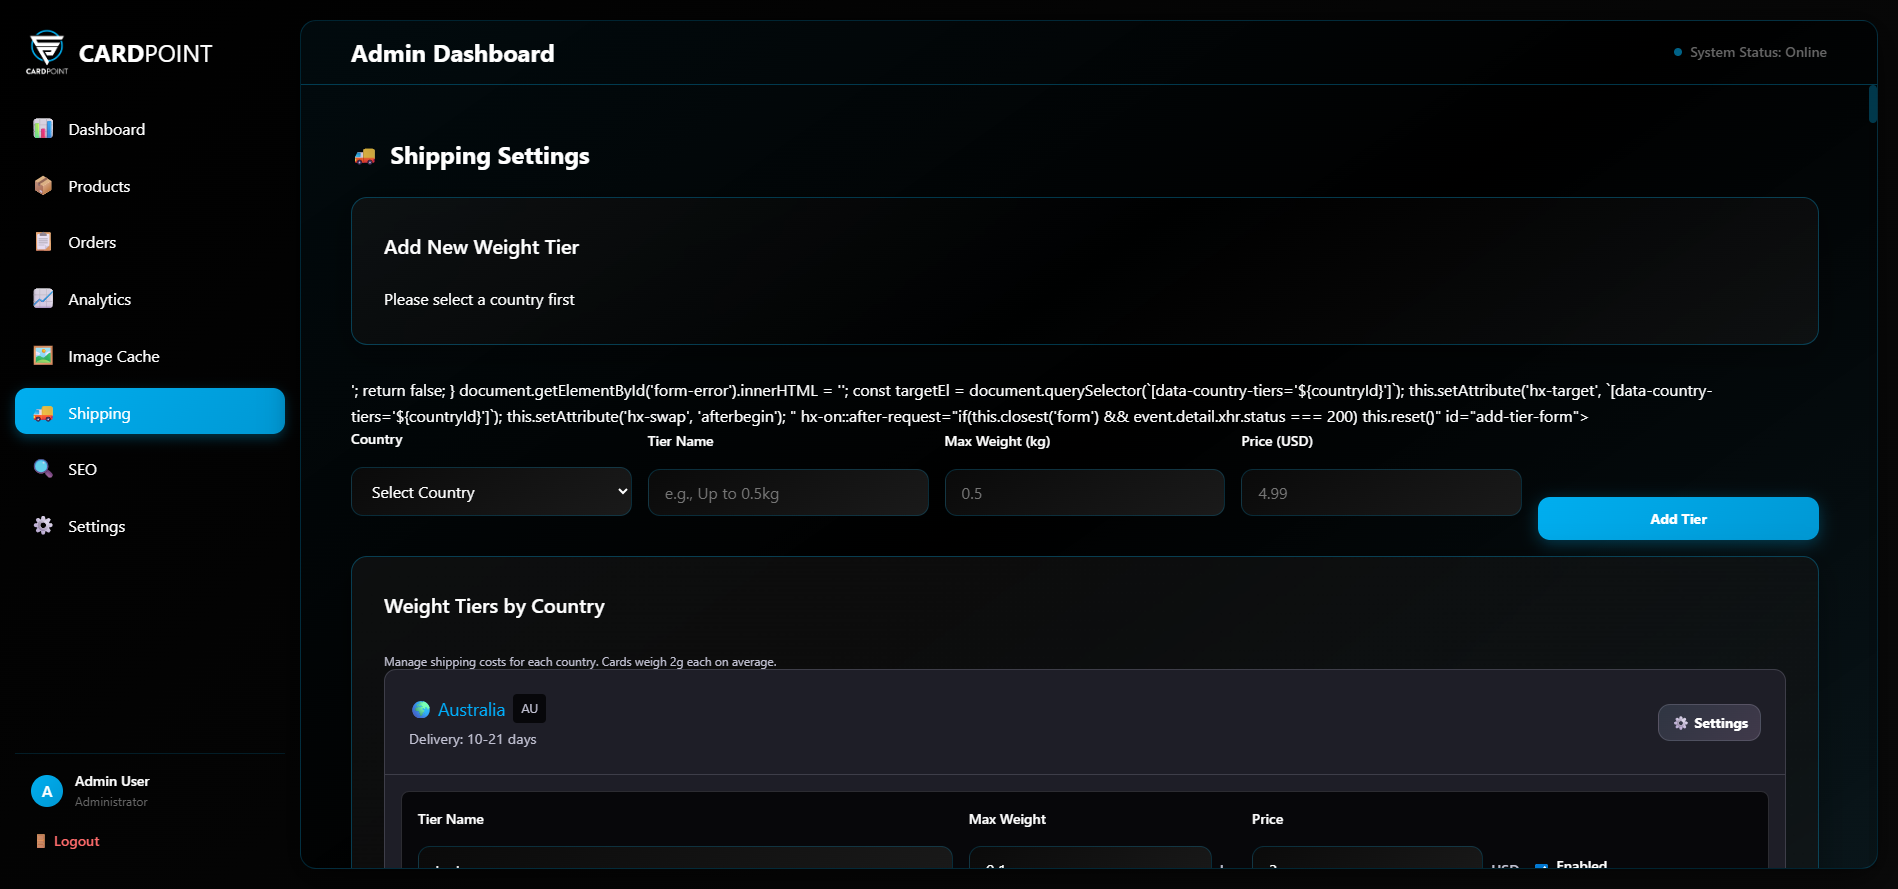 CARDPOINT
CARDPOINT
Dashboard
Products
Orders
Analytics
Image Cache
Shipping
SEO
Settings
A
Admin User
Administrator
Logout
Admin Dashboard
System Status: Online
Shipping Settings
Add New Weight Tier
Please select a country first
'; return false; } document.getElementById('form-error').innerHTML = ''; const targetEl = document.querySelector(`[data-country-tiers='${countryId}']`); this.setAttribute('hx-target', `[data-country-
tiers='${countryId}']`); this.setAttribute('hx-swap', 'afterbegin'); " hx-on::after-request="if(this.closest('form') && event.detail.xhr.status === 200) this.reset()" id="add-tier-form">
Country
Tier Name
Max Weight (kg)
Price (USD)
Select Country
e.g., Up to 0.5kg
0.5
4.99
Add Tier
Weight Tiers by Country
Manage shipping costs for each country. Cards weigh 2g each on average.
Australia AU
Delivery: 10-21 days
Settings
Tier Name
Max Weight
Price
0.1
USD
Enabled